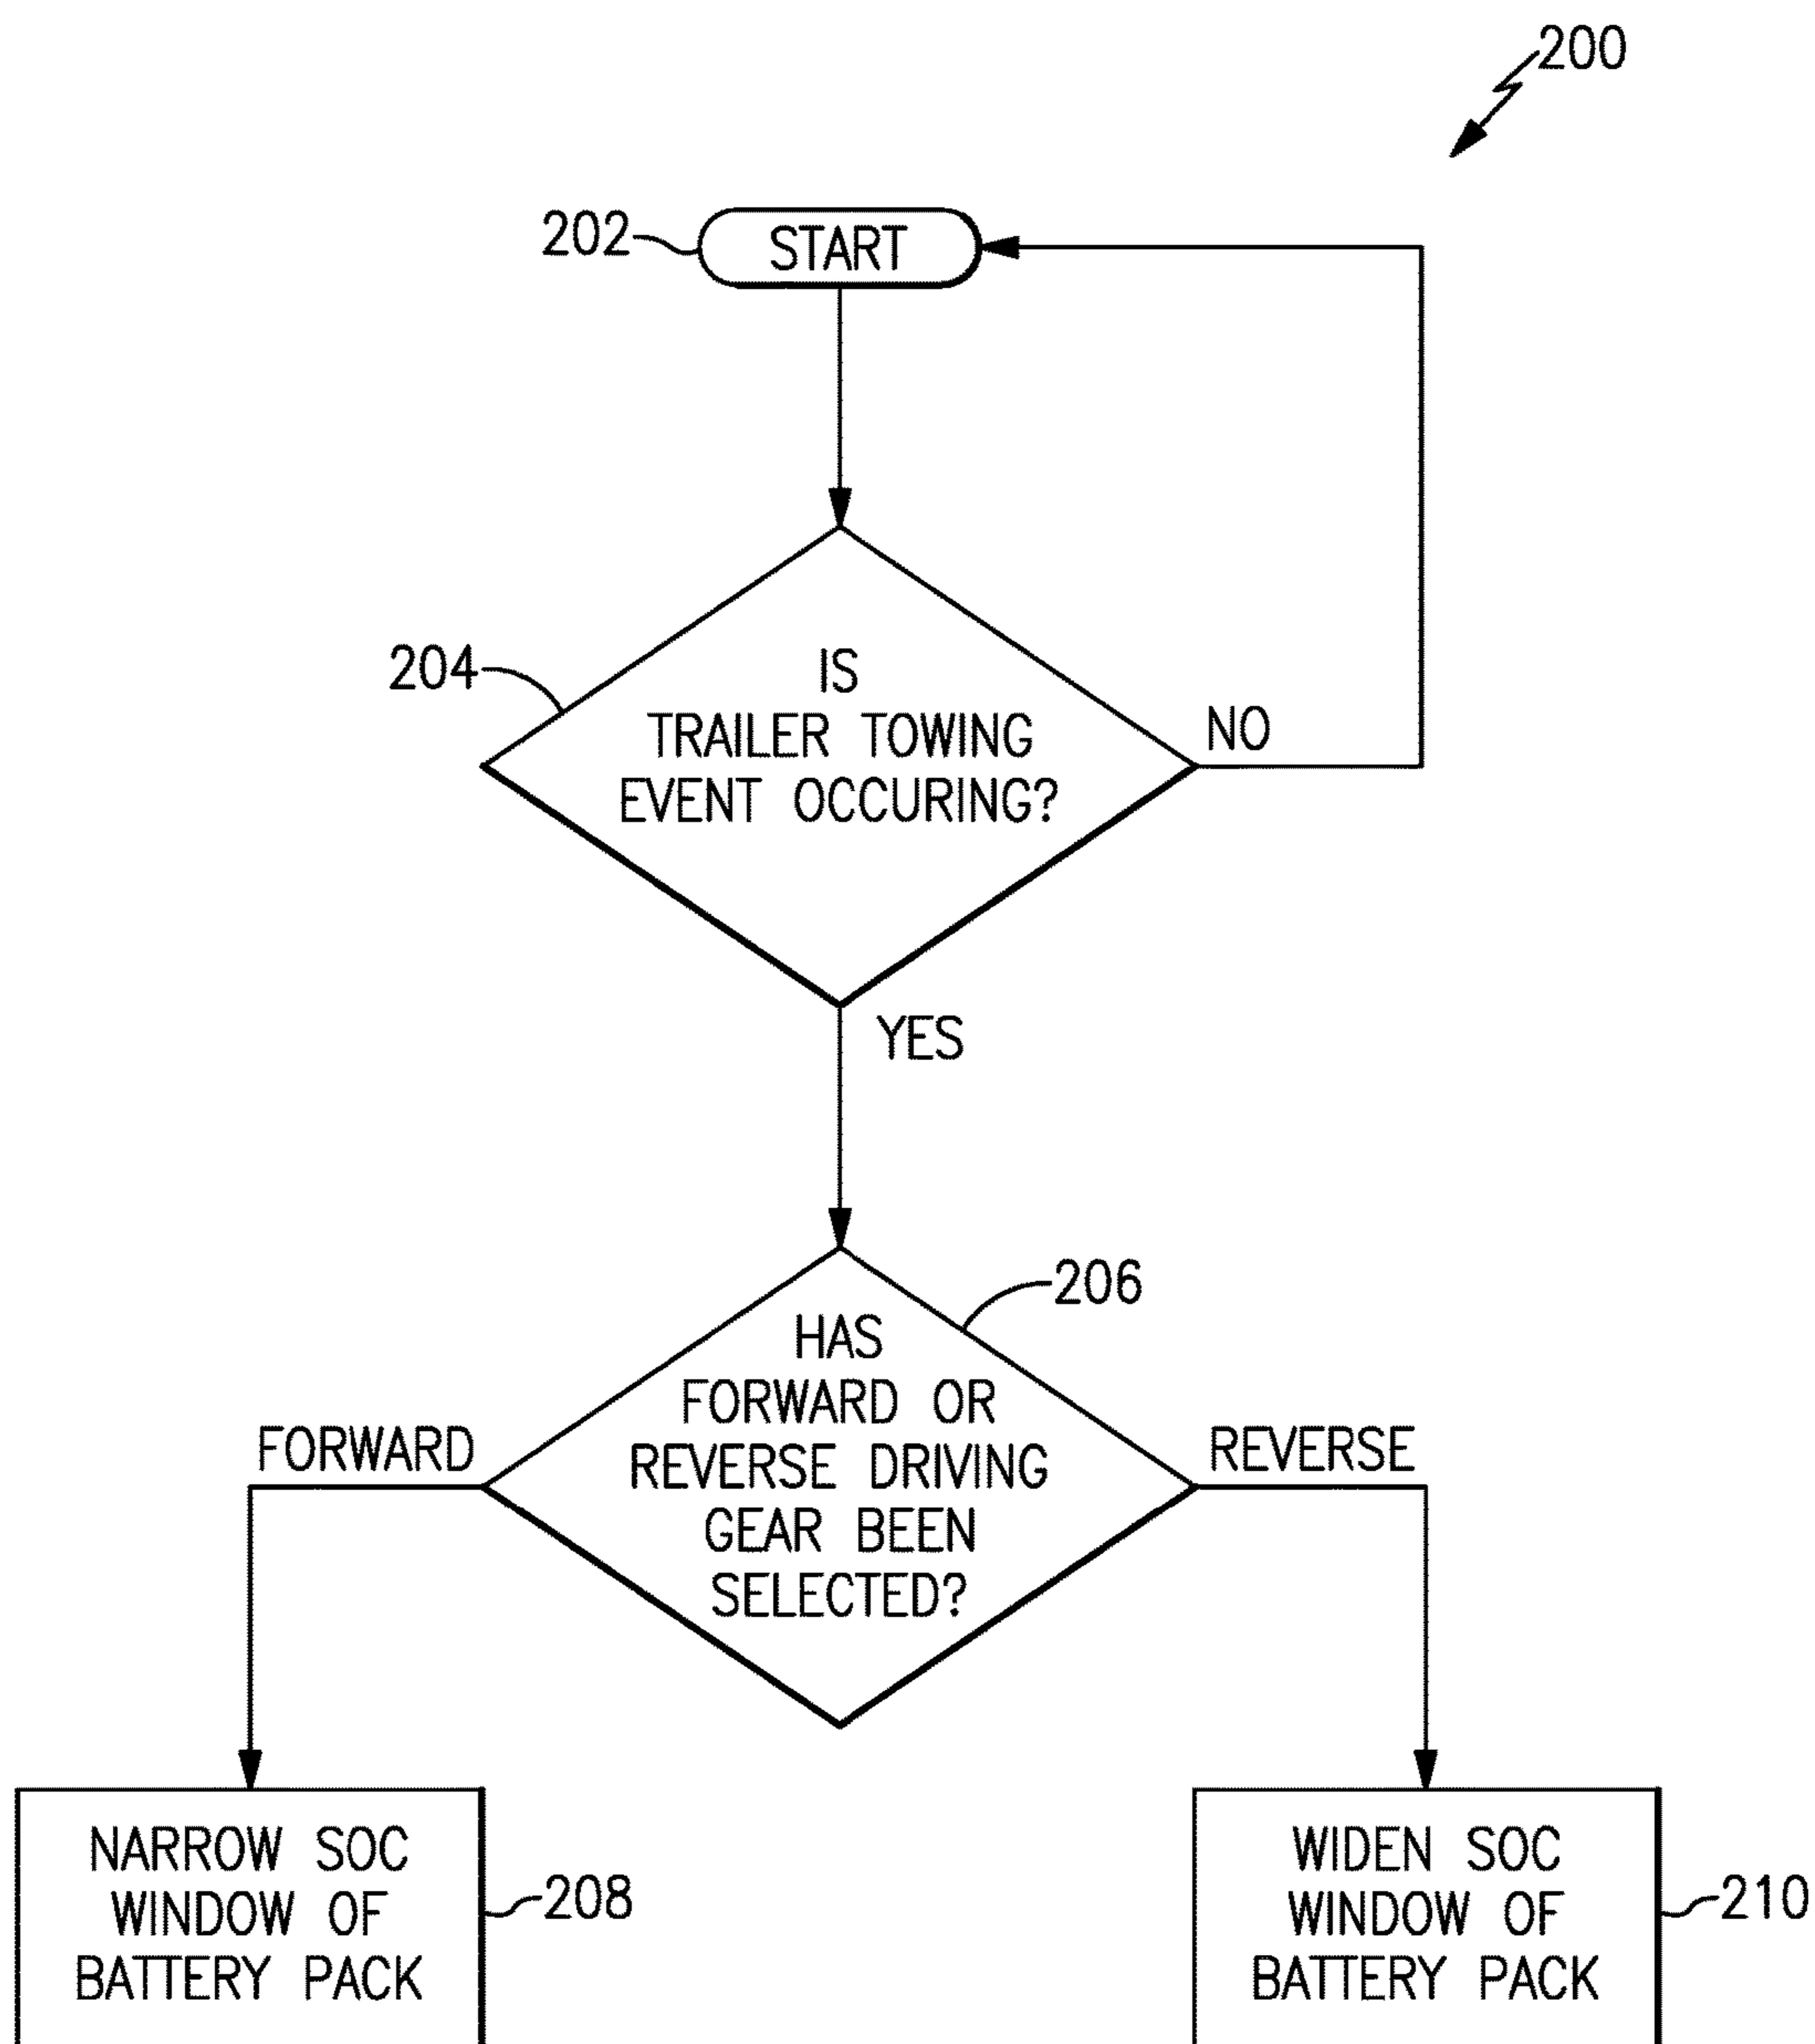 200
202
START
204
IS
TRAILER TOWING
EVENT OCCURING?
NO
YES
206
HAS
FORWARD OR
REVERSE DRIVING
GEAR BEEN
SELECTED?
FORWARD
REVERSE
NARROW SOC
WINDOW OF
BATTERY PACK
208
WIDEN SOC
WINDOW OF
BATTERY PACK
210